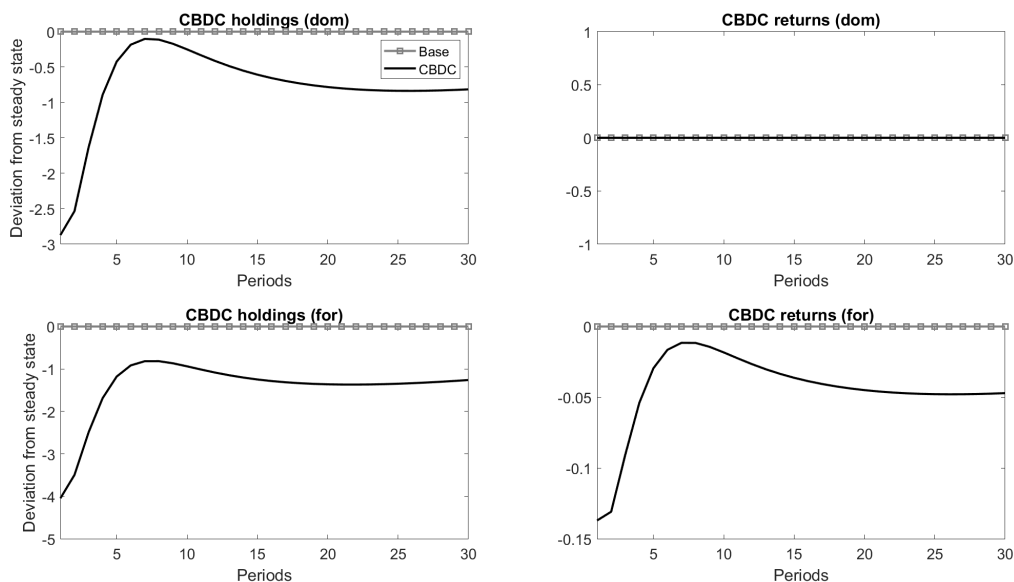 CBDC holdings (dom)
Deviation from steady state
0
-0.5
-1
-1.5
-2
-2.5
-3
5 10 15 20 25 30
Periods
Base
CBDC
CBDC returns (dom)
1
0.5
0
-0.5
-1
5 10 15 20 25 30
Periods
CBDC holdings (for)
Deviation from steady state
0
-1
-2
-3
-4
-5
5 10 15 20 25 30
Periods
CBDC returns (for)
0
-0.05
-0.1
-0.15
5 10 15 20 25 30
Periods